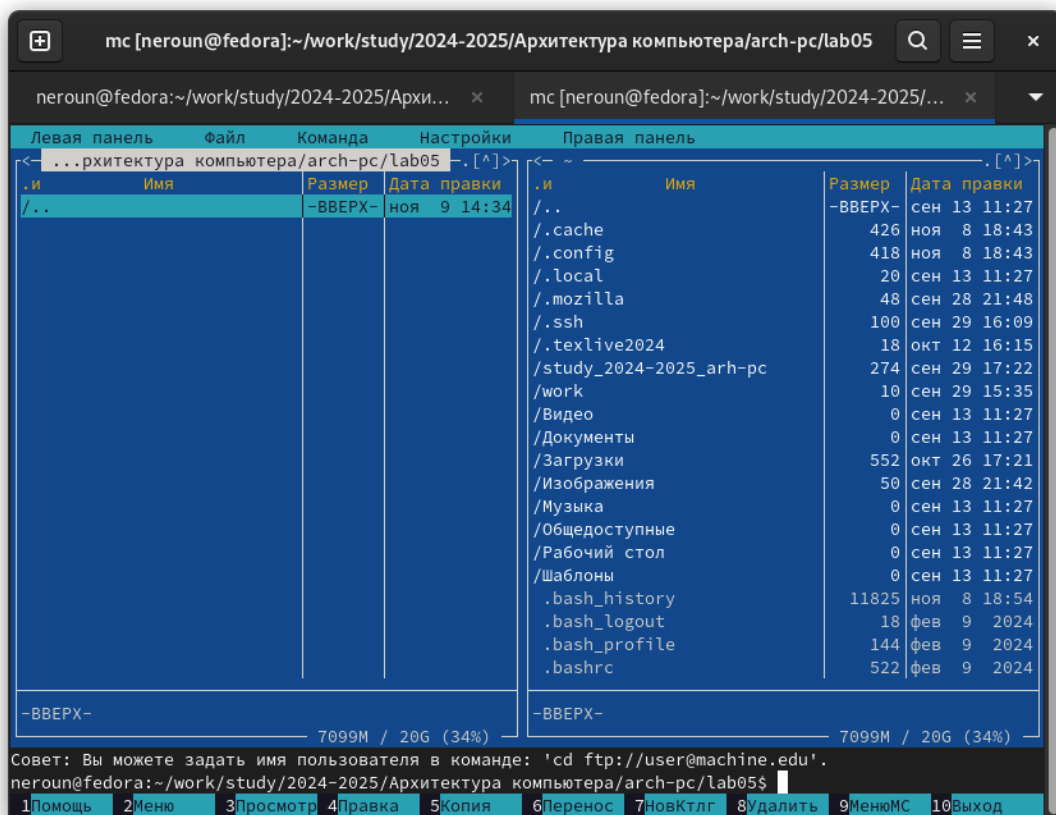 mc [neroun@fedora]:~/work/study/2024-2025/Архитектура компьютера/arch-pc/lab05
neroun@fedora:~/work/study/2024-2025/Архи... × mc [neroun@fedora]:~/work/study/2024-2025/... ×
Левая панель Файл Команда Настройки Правая панель
<— ...рхитектура компьютера/arch-pc/lab05 —.[^]> <— ~ —.[^]>
.и Имя Размер Дата правки .и Имя Размер Дата правки
/.. -ВВЕРХ- ноя 9 14:34 /.. -ВВЕРХ- сен 13 11:27
/.cache 426 ноя 8 18:43
/.config 418 ноя 8 18:43
/.local 20 сен 13 11:27
/.mozilla 48 сен 28 21:48
/.ssh 100 сен 29 16:09
/.texlive2024 18 окт 12 16:15
/study_2024-2025_arh-pc 274 сен 29 17:22
/work 10 сен 29 15:35
/Видео 0 сен 13 11:27
/Документы 0 сен 13 11:27
/Загрузки 552 окт 26 17:21
/Изображения 50 сен 28 21:42
/Музыка 0 сен 13 11:27
/Общедоступные 0 сен 13 11:27
/Рабочий стол 0 сен 13 11:27
/Шаблоны 0 сен 13 11:27
.bash_history 11825 ноя 8 18:54
.bash_logout 18 фев 9 2024
.bash_profile 144 фев 9 2024
.bashrc 522 фев 9 2024
-ВВЕРХ- -ВВЕРХ-
7099M / 20G (34%) 7099M / 20G (34%)
Совет: Вы можете задать имя пользователя в команде: 'cd ftp://user@machine.edu'.
neroun@fedora:~/work/study/2024-2025/Архитектура компьютера/arch-pc/lab05$
1Помощь 2Меню 3Просмотр 4Правка 5Копия 6Перенос 7НовКтлг 8Удалить 9МенюМС 10Выход